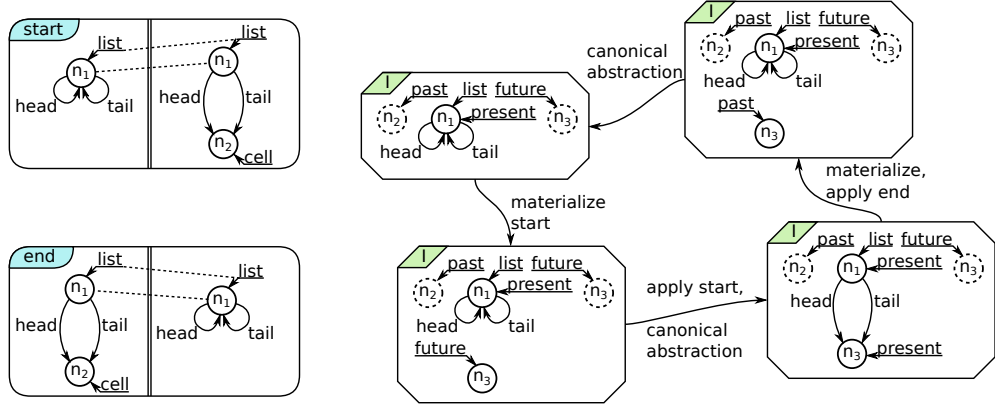 start
list
n1
head
tail
list
n1
head
tail
n2
cell
end
list
n1
head
tail
n2
cell
list
n1
head
tail
I
past
list
future
n2
n1
present
n3
head
tail
canonical
abstraction
I
past
list
future
n2
n1
present
n3
head
tail
past
n3
materialize
start
materialize,
apply end
I
past
list
future
n2
n1
present
n3
head
tail
future
n3
apply start,
canonical
abstraction
I
past
list
future
n2
n1
present
n3
head
tail
n3
present